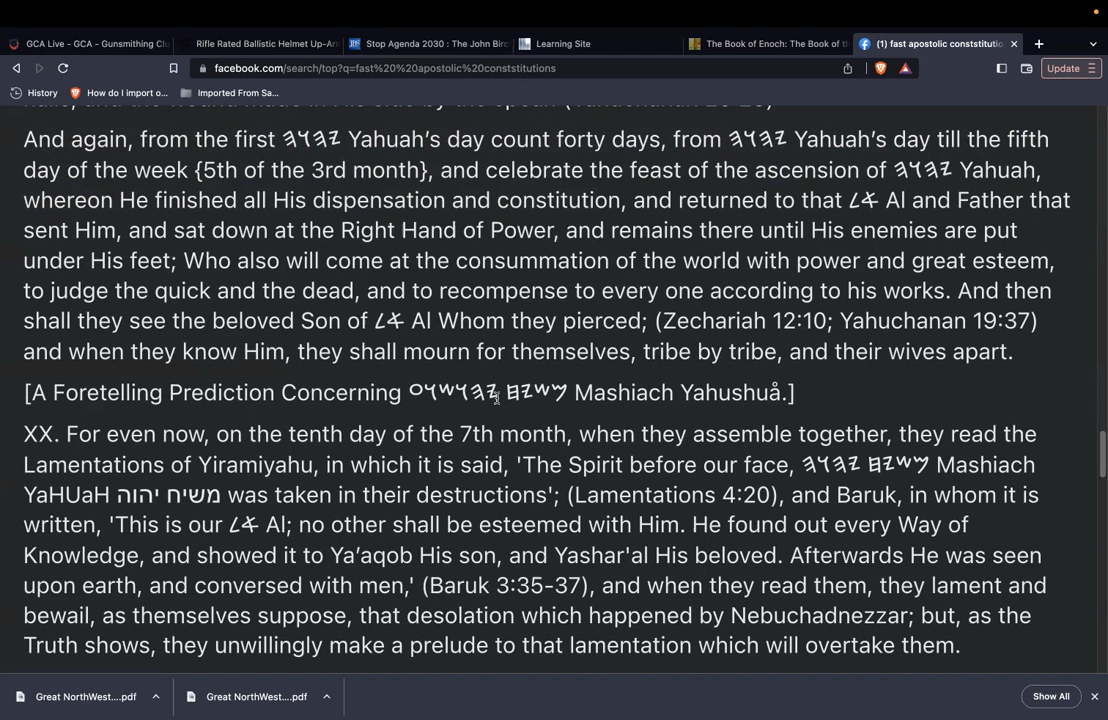 GCA Live - GCA - Gunsmithing Clu
Rifle Rated Ballistic Helmet Up-Arm
Stop Agenda 2030 : The John Birc
Learning Site
The Book of Enoch: The Book of th
(1) fast apostolic conststitutio
facebook.com/search/top?q=fast%20%20apostolic%20conststitutions
Update
History
How do I import o...
Imported From Sa...
And again, from the first 𐤉𐤄𐤅𐤄 Yahuah’s day count forty days, from 𐤉𐤄𐤅𐤄 Yahuah’s day till the fifth
day of the week {5th of the 3rd month}, and celebrate the feast of the ascension of 𐤉𐤄𐤅𐤄 Yahuah,
whereon He finished all His dispensation and constitution, and returned to that 𐤀𐤋 Al and Father that
sent Him, and sat down at the Right Hand of Power, and remains there until His enemies are put
under His feet; Who also will come at the consummation of the world with power and great esteem,
to judge the quick and the dead, and to recompense to every one according to his works. And then
shall they see the beloved Son of 𐤀𐤋 Al Whom they pierced; (Zechariah 12:10; Yahuchanan 19:37)
and when they know Him, they shall mourn for themselves, tribe by tribe, and their wives apart.
[A Foretelling Prediction Concerning 𐤉𐤄𐤅𐤔𐤅𐤏 𐤌𐤔𐤉𐤇 Mashiach Yahushuå.]
XX. For even now, on the tenth day of the 7th month, when they assemble together, they read the
Lamentations of Yiramiyahu, in which it is said, 'The Spirit before our face, 𐤌𐤔𐤉𐤇 𐤉𐤄𐤅𐤄 Mashiach
YaHUaH משיח יהוה was taken in their destructions'; (Lamentations 4:20), and Baruk, in whom it is
written, 'This is our 𐤀𐤋 Al; no other shall be esteemed with Him. He found out every Way of
Knowledge, and showed it to Ya’aqob His son, and Yashar'al His beloved. Afterwards He was seen
upon earth, and conversed with men,' (Baruk 3:35-37), and when they read them, they lament and
bewail, as themselves suppose, that desolation which happened by Nebuchadnezzar; but, as the
Truth shows, they unwillingly make a prelude to that lamentation which will overtake them.
Great NorthWest....pdf
Great NorthWest....pdf
Show All